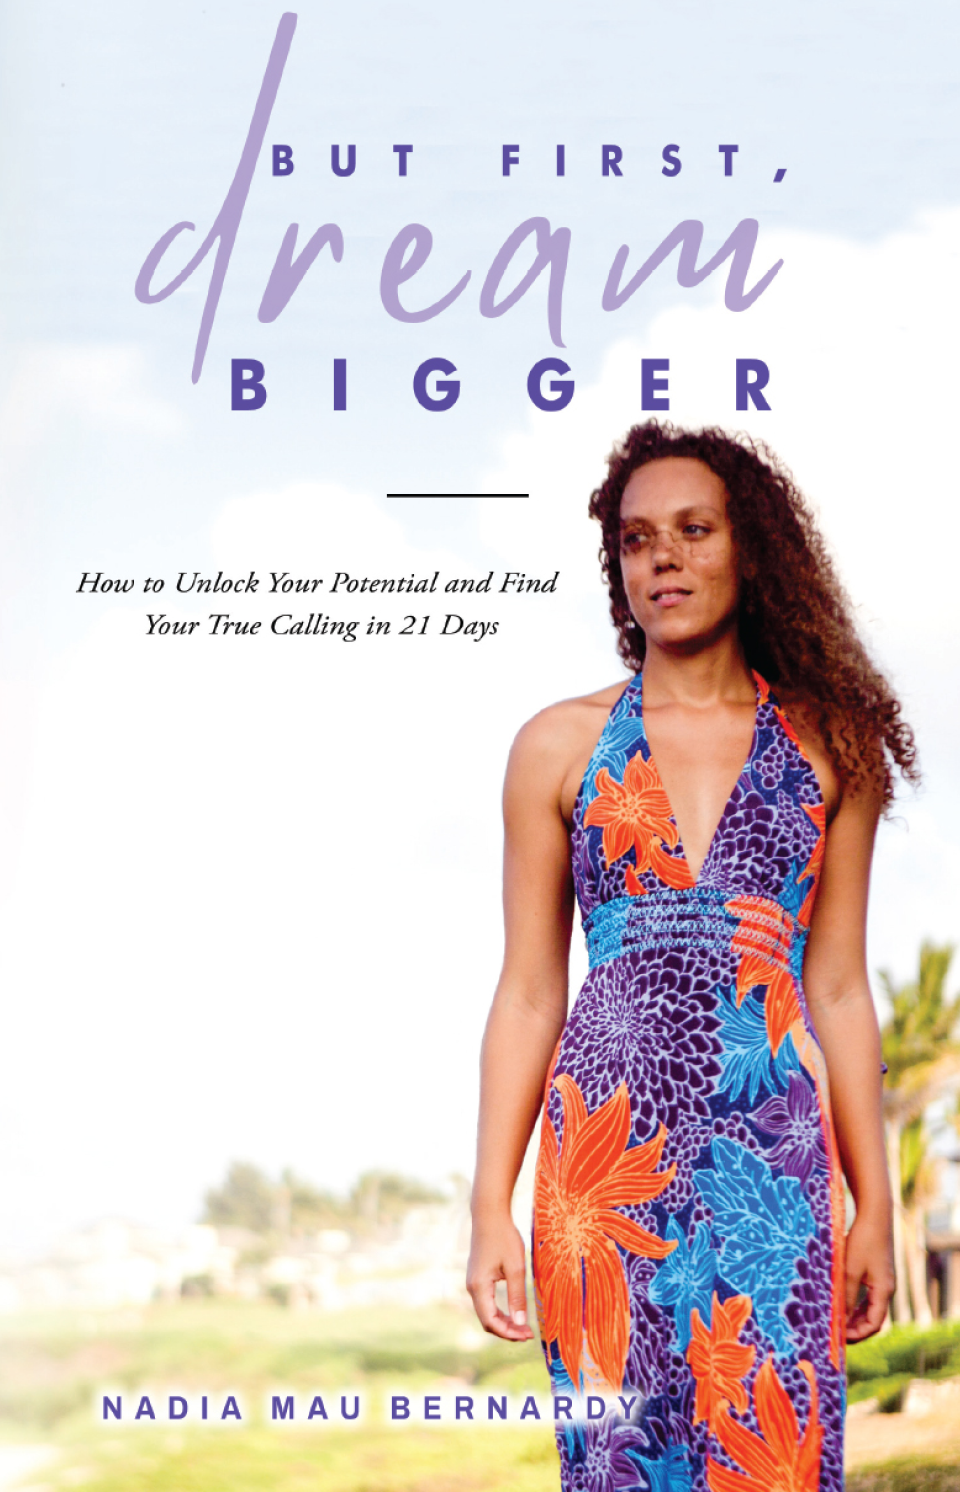 BUT FIRST,
dream
BIGGER
How to Unlock Your Potential and Find
Your True Calling in 21 Days
NADIA MAU BERNARDY